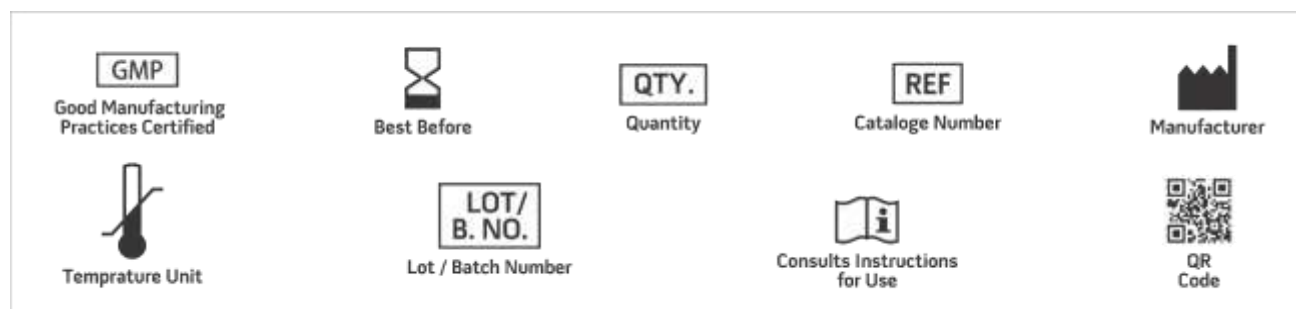 GMP
Good Manufacturing
Practices Certified
Best Before
QTY.
Quantity
REF
Cataloge Number
Manufacturer
Temprature Unit
LOT/
B. NO.
Lot / Batch Number
i
Consults Instructions
for Use
QR
Code